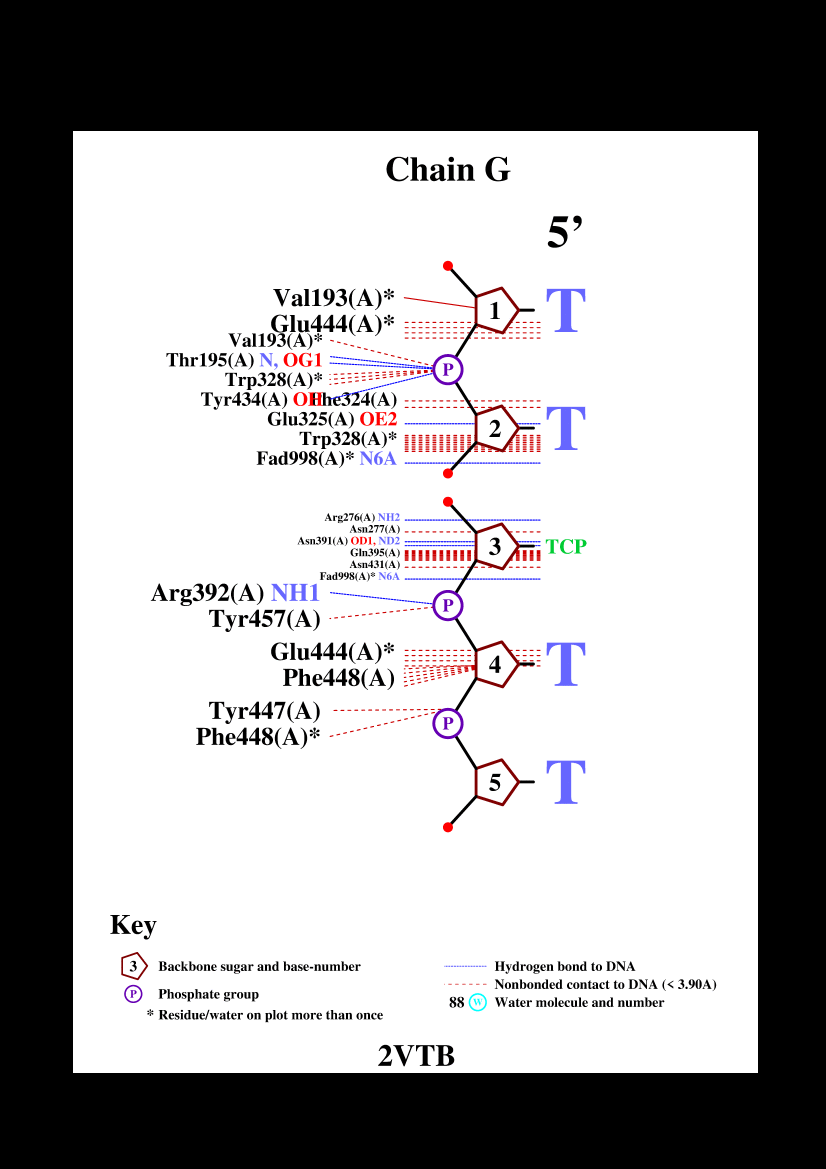 Chain G
5’
Val193(A)*
1
T
Glu444(A)*
Val193(A)*
Thr195(A) N, OG1
P
Trp328(A)*
Tyr434(A) OH
Phe324(A)
Glu325(A) OE2
2
T
Trp328(A)*
Fad998(A)* N6A
Arg276(A) NH2
Asn277(A)
Asn391(A) OD1, ND2
3
TCP
Gln395(A)
Asn431(A)
Fad998(A)* N6A
Arg392(A) NH1
P
Tyr457(A)
Glu444(A)*
4
T
Phe448(A)
Tyr447(A)
P
Phe448(A)*
5
T
Key
3 Backbone sugar and base-number
P Phosphate group
* Residue/water on plot more than once
Hydrogen bond to DNA
Nonbonded contact to DNA (< 3.90A)
88 W Water molecule and number
2VTB